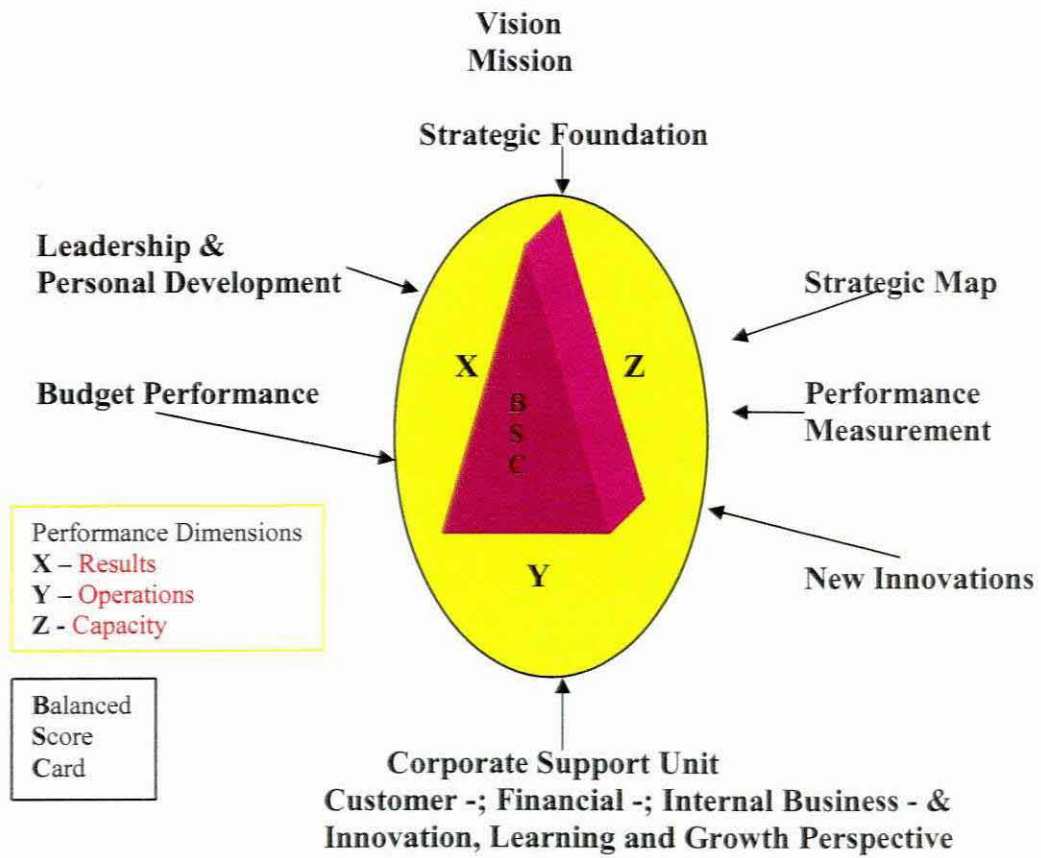 Vision
Mission
Strategic Foundation
Leadership &
Personal Development
Strategic Map
X
Z
Budget Performance
B
S
C
Performance
Measurement
Performance Dimensions
X – Results
Y – Operations
Z - Capacity
Y
New Innovations
Balanced
Score
Card
Corporate Support Unit
Customer -; Financial -; Internal Business - &
Innovation, Learning and Growth Perspective